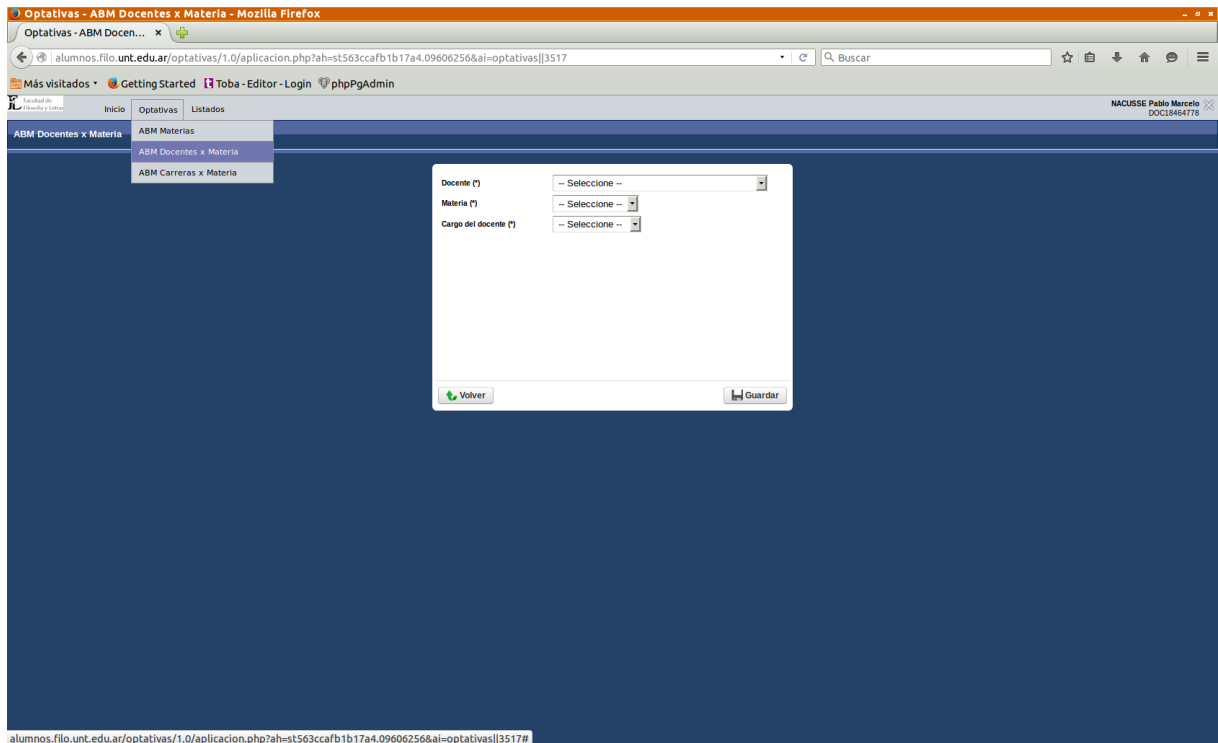 Optativas - ABM Docentes x Materia - Mozilla Firefox
Optativas - ABM Docen...
alumnos.filo.unt.edu.ar/optativas/1.0/aplicacion.php?ah=st563ccafb1b17a4.09606256&ai=optativas||3517
Buscar
Más visitados
Getting Started
Toba - Editor - Login
phpPgAdmin
Facultad de
Filosofía y Letras
Inicio
Optativas
Listados
NACUSSE Pablo Marcelo
DOC18464778
ABM Docentes x Materia
ABM Materias
ABM Docentes x Materia
ABM Carreras x Materia
Docente (*)
-- Seleccione --
Materia (*)
-- Seleccione --
Cargo del docente (*)
-- Seleccione --
Volver
Guardar
alumnos.filo.unt.edu.ar/optativas/1.0/aplicacion.php?ah=st563ccafb1b17a4.09606256&ai=optativas||3517#